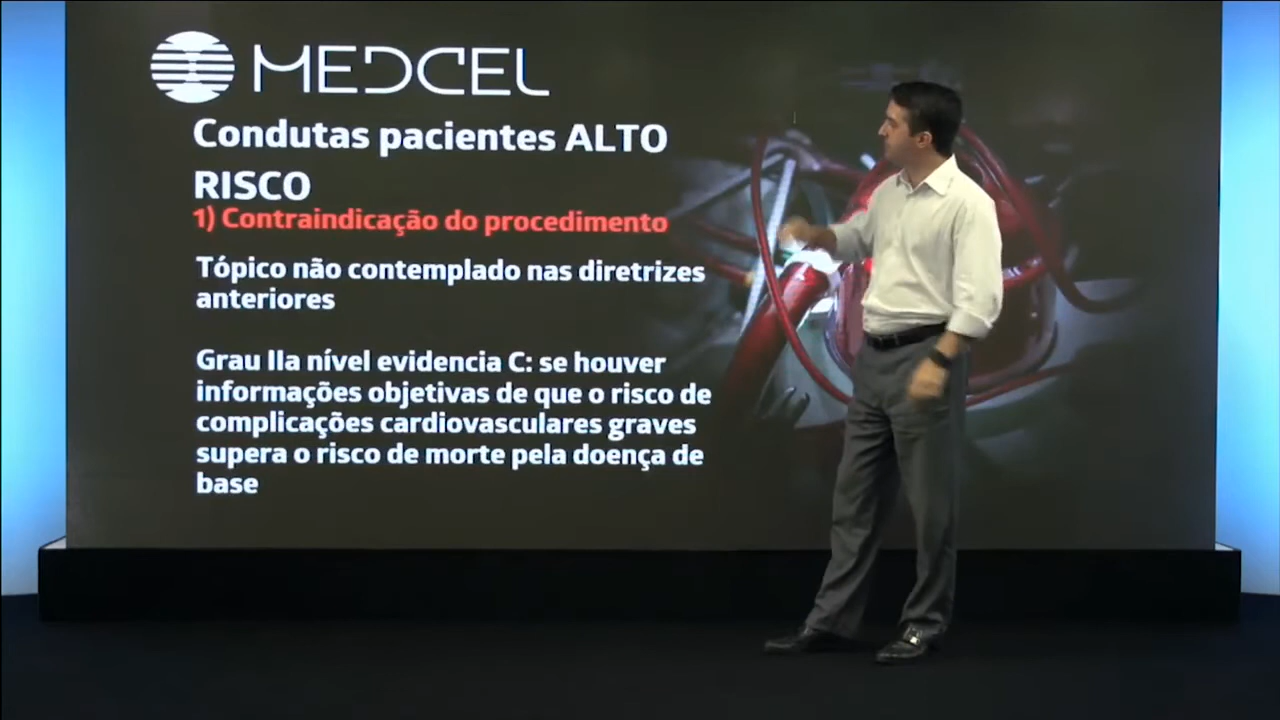 MEDCEL
Condutas pacientes ALTO
RISCO
1) Contraindicação do procedimento
Tópico não contemplado nas diretrizes
anteriores
Grau IIa nível evidencia C: se houver
informações objetivas de que o risco de
complicações cardiovasculares graves
supera o risco de morte pela doença de
base